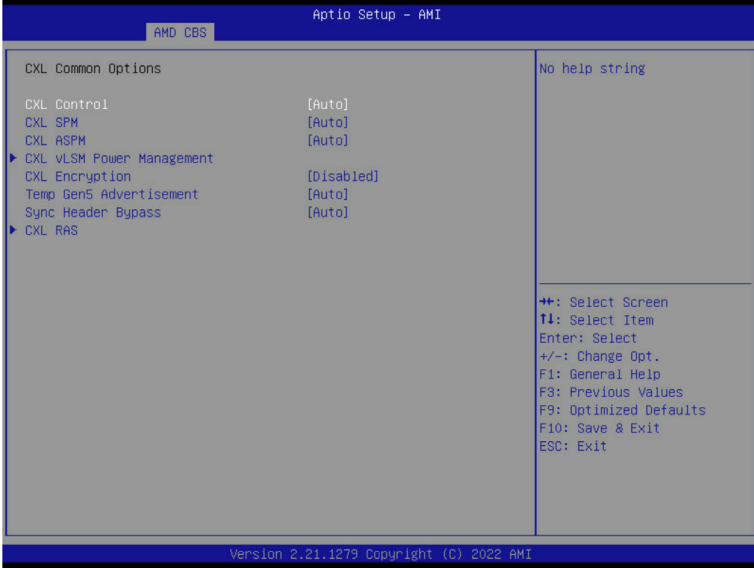 Aptio Setup – AMI
AMD CBS
CXL Common Options
CXL Control [Auto]
CXL SPM [Auto]
CXL ASPM [Auto]
CXL vLSM Power Management
CXL Encryption [Disabled]
Temp Gen5 Advertisement [Auto]
Sync Header Bypass [Auto]
CXL RAS
No help string
→←: Select Screen
↑↓: Select Item
Enter: Select
+/-: Change Opt.
F1: General Help
F3: Previous Values
F9: Optimized Defaults
F10: Save & Exit
ESC: Exit
Version 2.21.1279 Copyright (C) 2022 AMI